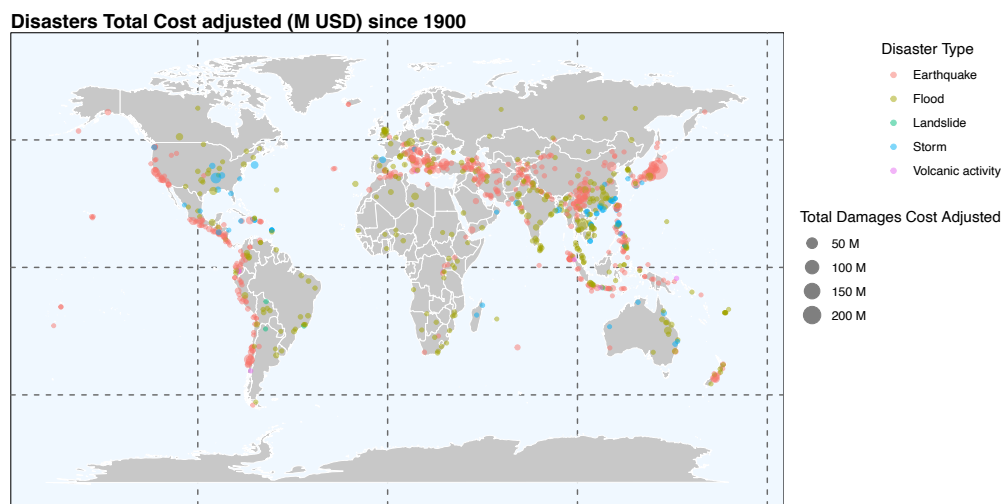 Disasters Total Cost adjusted (M USD) since 1900
Disaster Type
Earthquake
Flood
Landslide
Storm
Volcanic activity
Total Damages Cost Adjusted
50 M
100 M
150 M
200 M